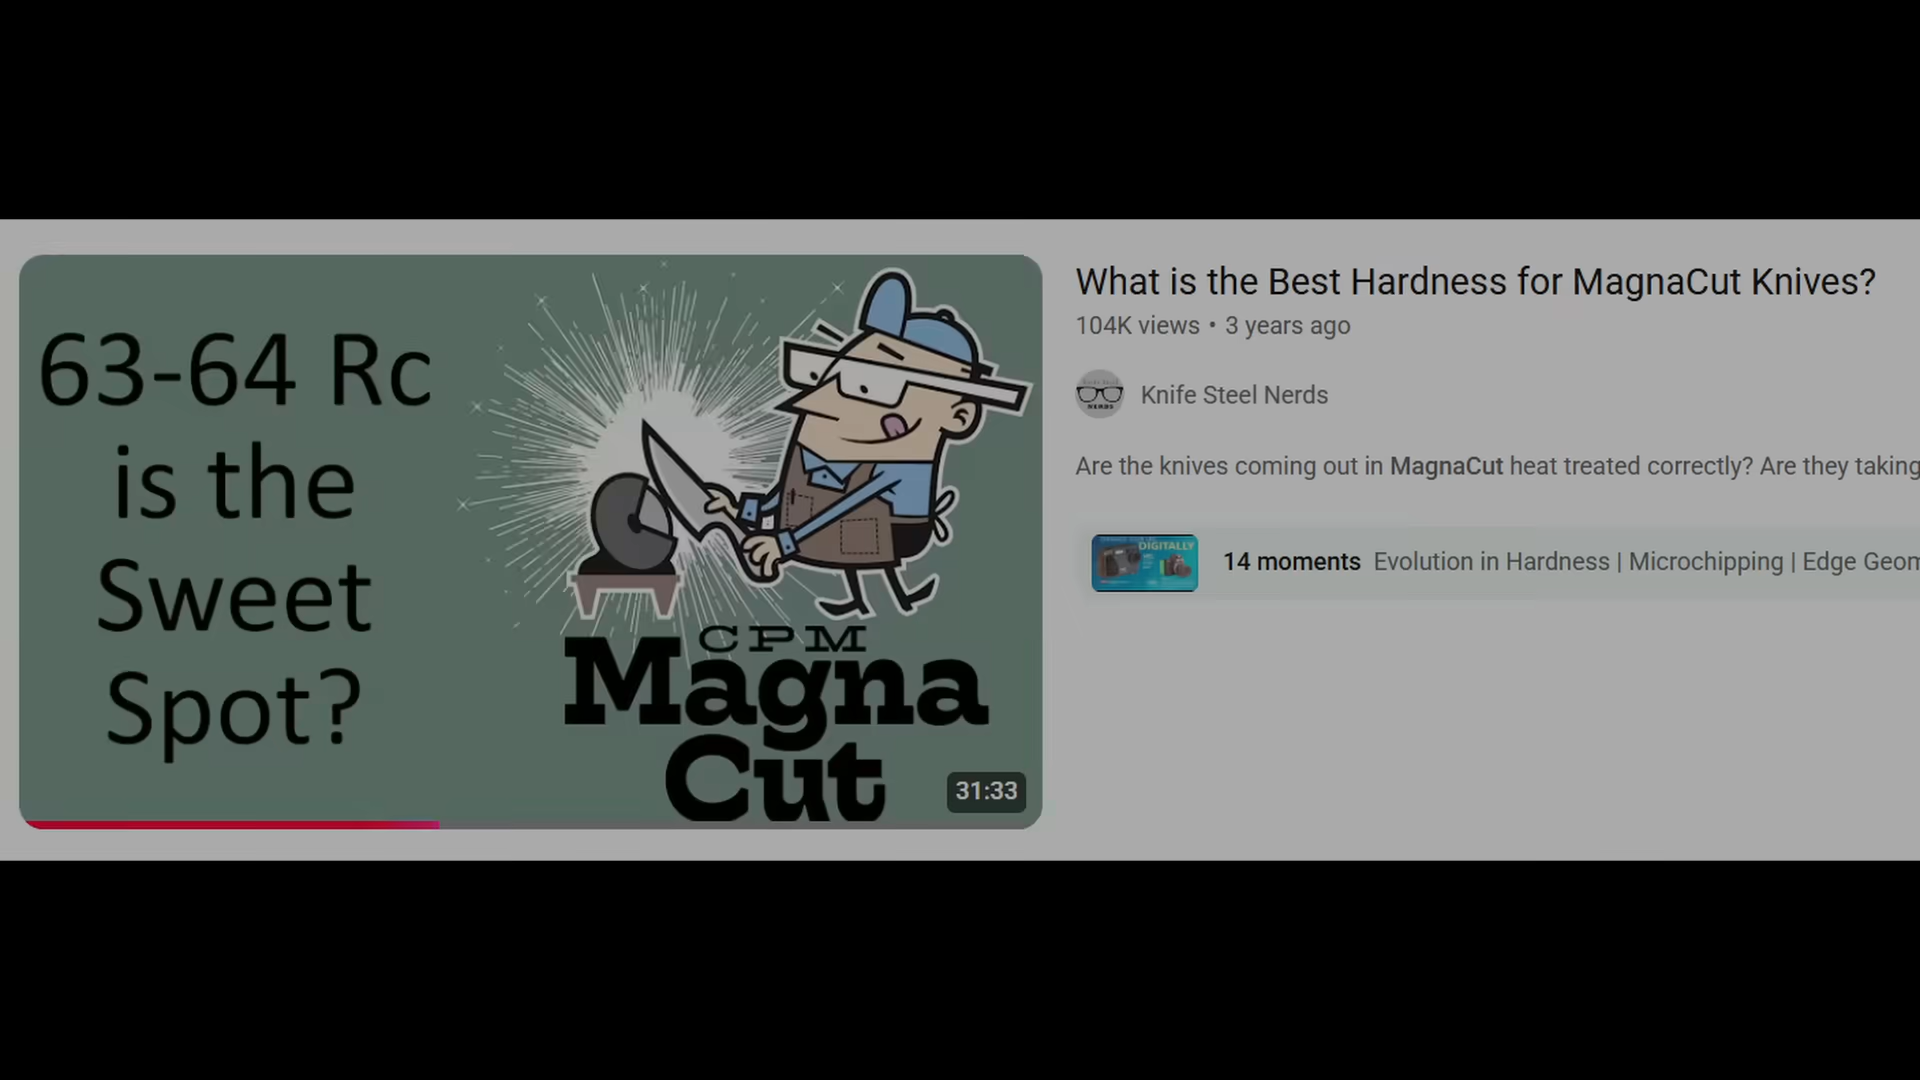 63-64 Rc
is the
Sweet
Spot?
CPM
Magna
Cut
31:33
What is the Best Hardness for MagnaCut Knives?
104K views • 3 years ago
NERDS
Knife Steel Nerds
Are the knives coming out in MagnaCut heat treated correctly? Are they taking
DIGITALLY
14 moments Evolution in Hardness | Microchipping | Edge Geom